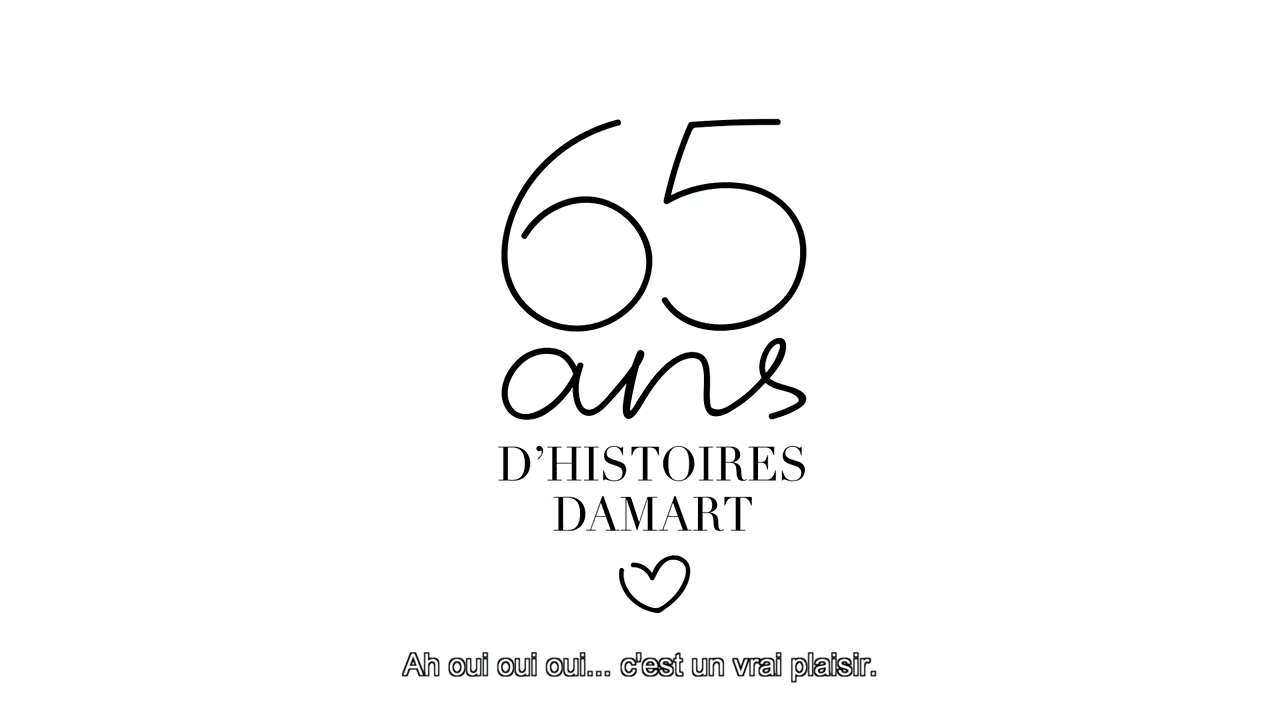 65
ans
D’HISTOIRES
DAMART
Ah oui oui oui... c'est un vrai plaisir.